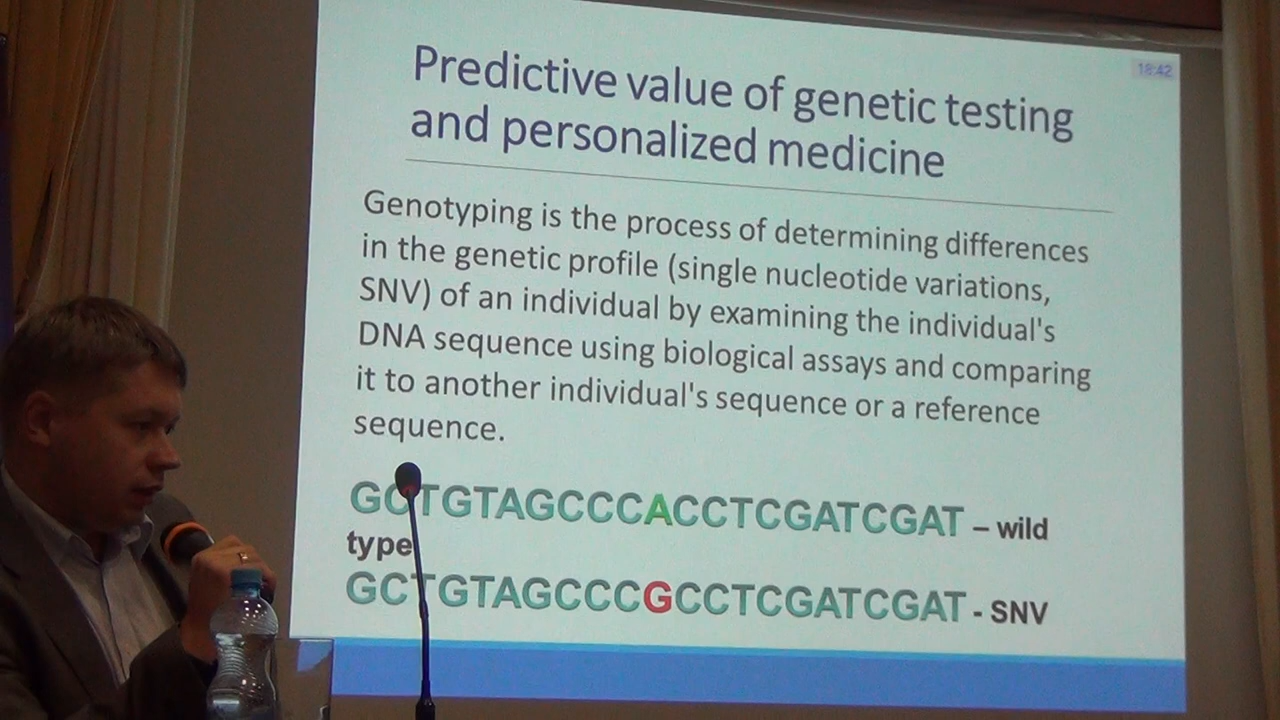 18:42
Predictive value of genetic testing
and personalized medicine
Genotyping is the process of determining differences
in the genetic profile (single nucleotide variations,
SNV) of an individual by examining the individual's
DNA sequence using biological assays and comparing
it to another individual's sequence or a reference
sequence.
GCTGTAGCCCACCTCGATCGAT – wild
type
GCTGTAGCCCGCCTCGATCGAT - SNV